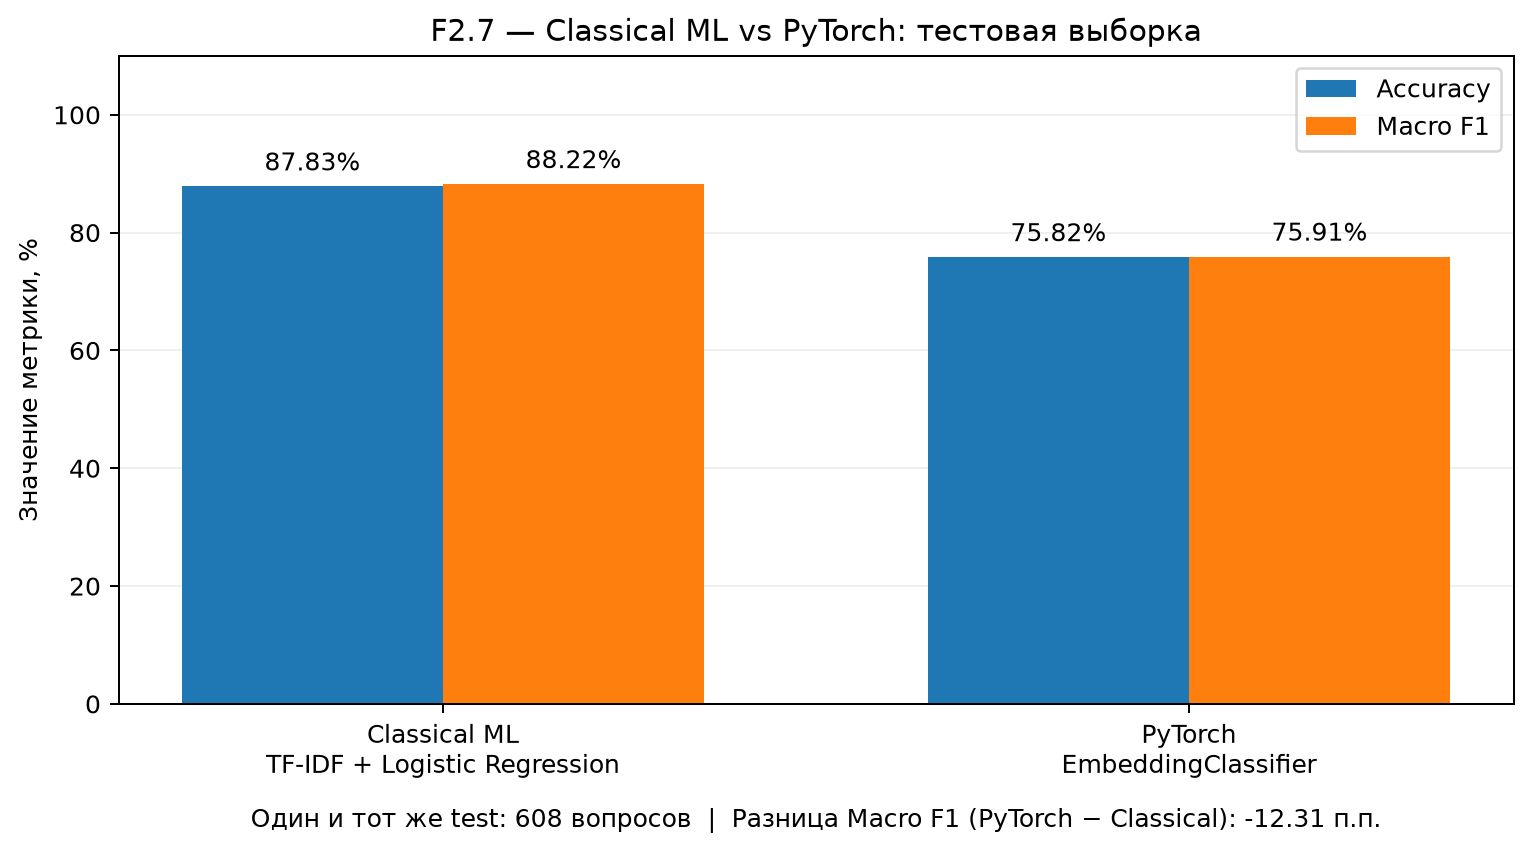 F2.7 — Classical ML vs PyTorch: тестовая выборка
Accuracy
Macro F1
Значение метрики, %
100
80
60
40
20
0
87.83%
88.22%
75.82%
75.91%
Classical ML
TF-IDF + Logistic Regression
PyTorch
EmbeddingClassifier
Один и тот же test: 608 вопросов | Разница Macro F1 (PyTorch − Classical): -12.31 п.п.